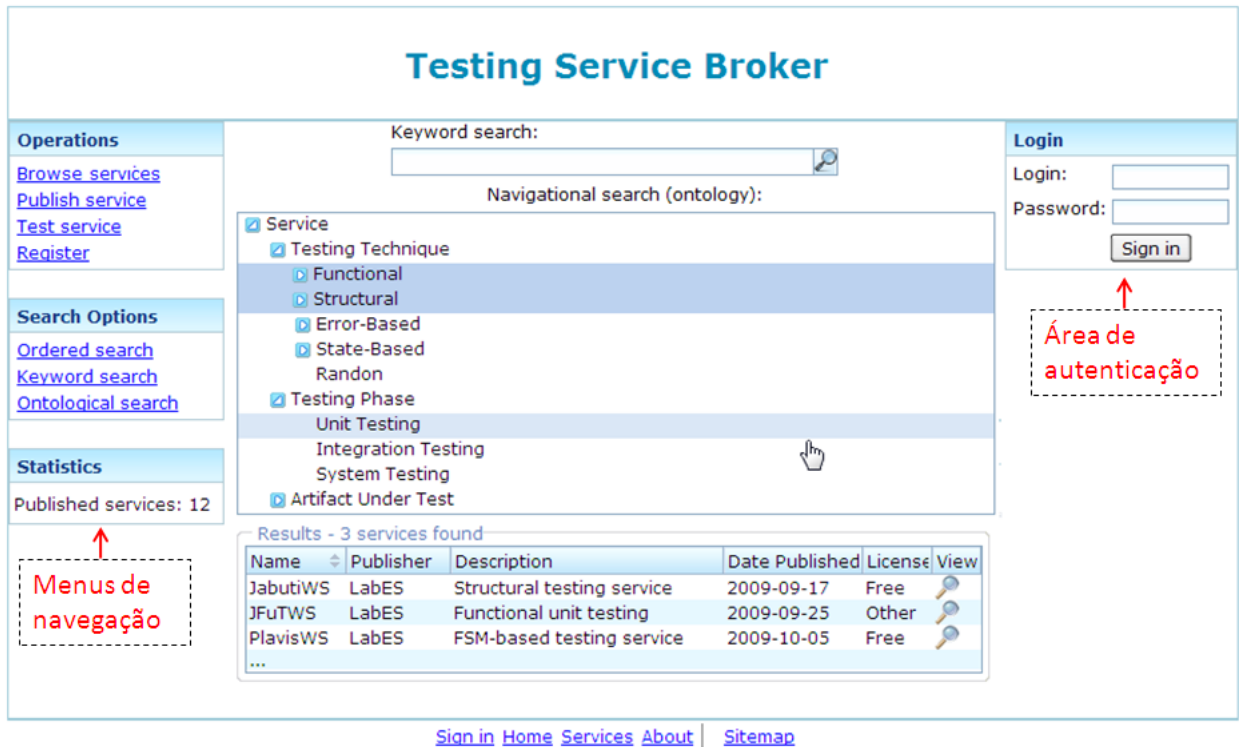 Testing Service Broker
Operations
Browse services
Publish service
Test service
Register
Search Options
Ordered search
Keyword search
Ontological search
Statistics
Published services: 12
Menus de
navegação
Keyword search:
Navigational search (ontology):
Service
Testing Technique
Functional
Structural
Error-Based
State-Based
Randon
Testing Phase
Unit Testing
Integration Testing
System Testing
Artifact Under Test
Results - 3 services found
Name Publisher Description Date Published License View
JabutiWS LabES Structural testing service 2009-09-17 Free
JFuTWS LabES Functional unit testing 2009-09-25 Other
PlavisWS LabES FSM-based testing service 2009-10-05 Free
...
Login
Login:
Password:
Sign in
Área de
autenticação
Sign in Home Services About | Sitemap